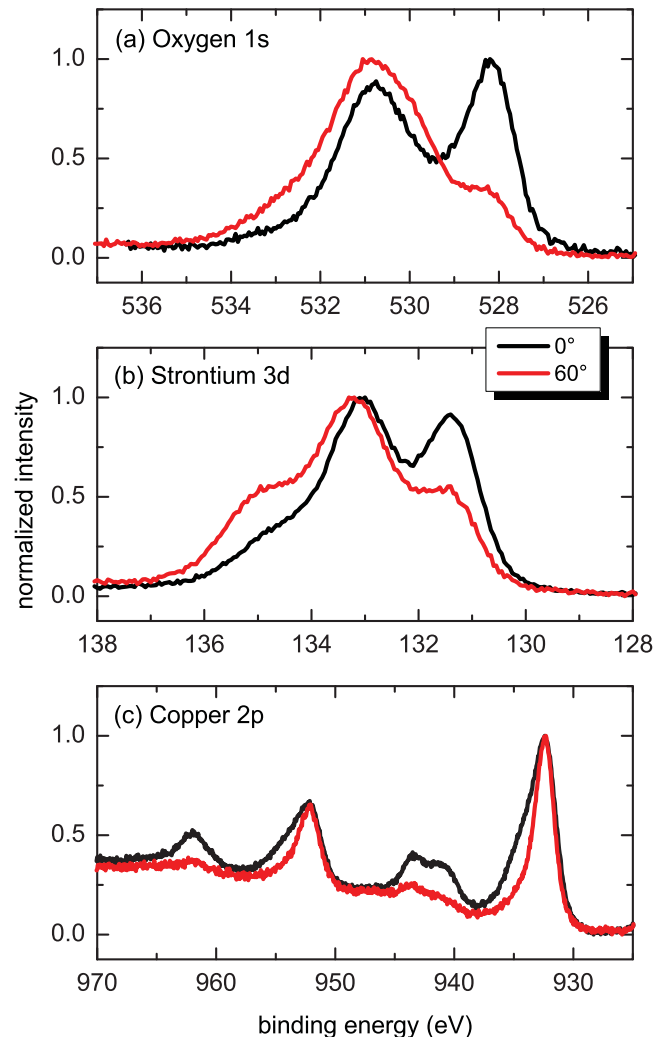 (a) Oxygen 1s
1.0
0.5
0.0
536 534 532 530 528 526
0°
60°
(b) Strontium 3d
1.0
0.5
0.0
138 136 134 132 130 128
normalized intensity
(c) Copper 2p
1.0
0.5
0.0
970 960 950 940 930
binding energy (eV)